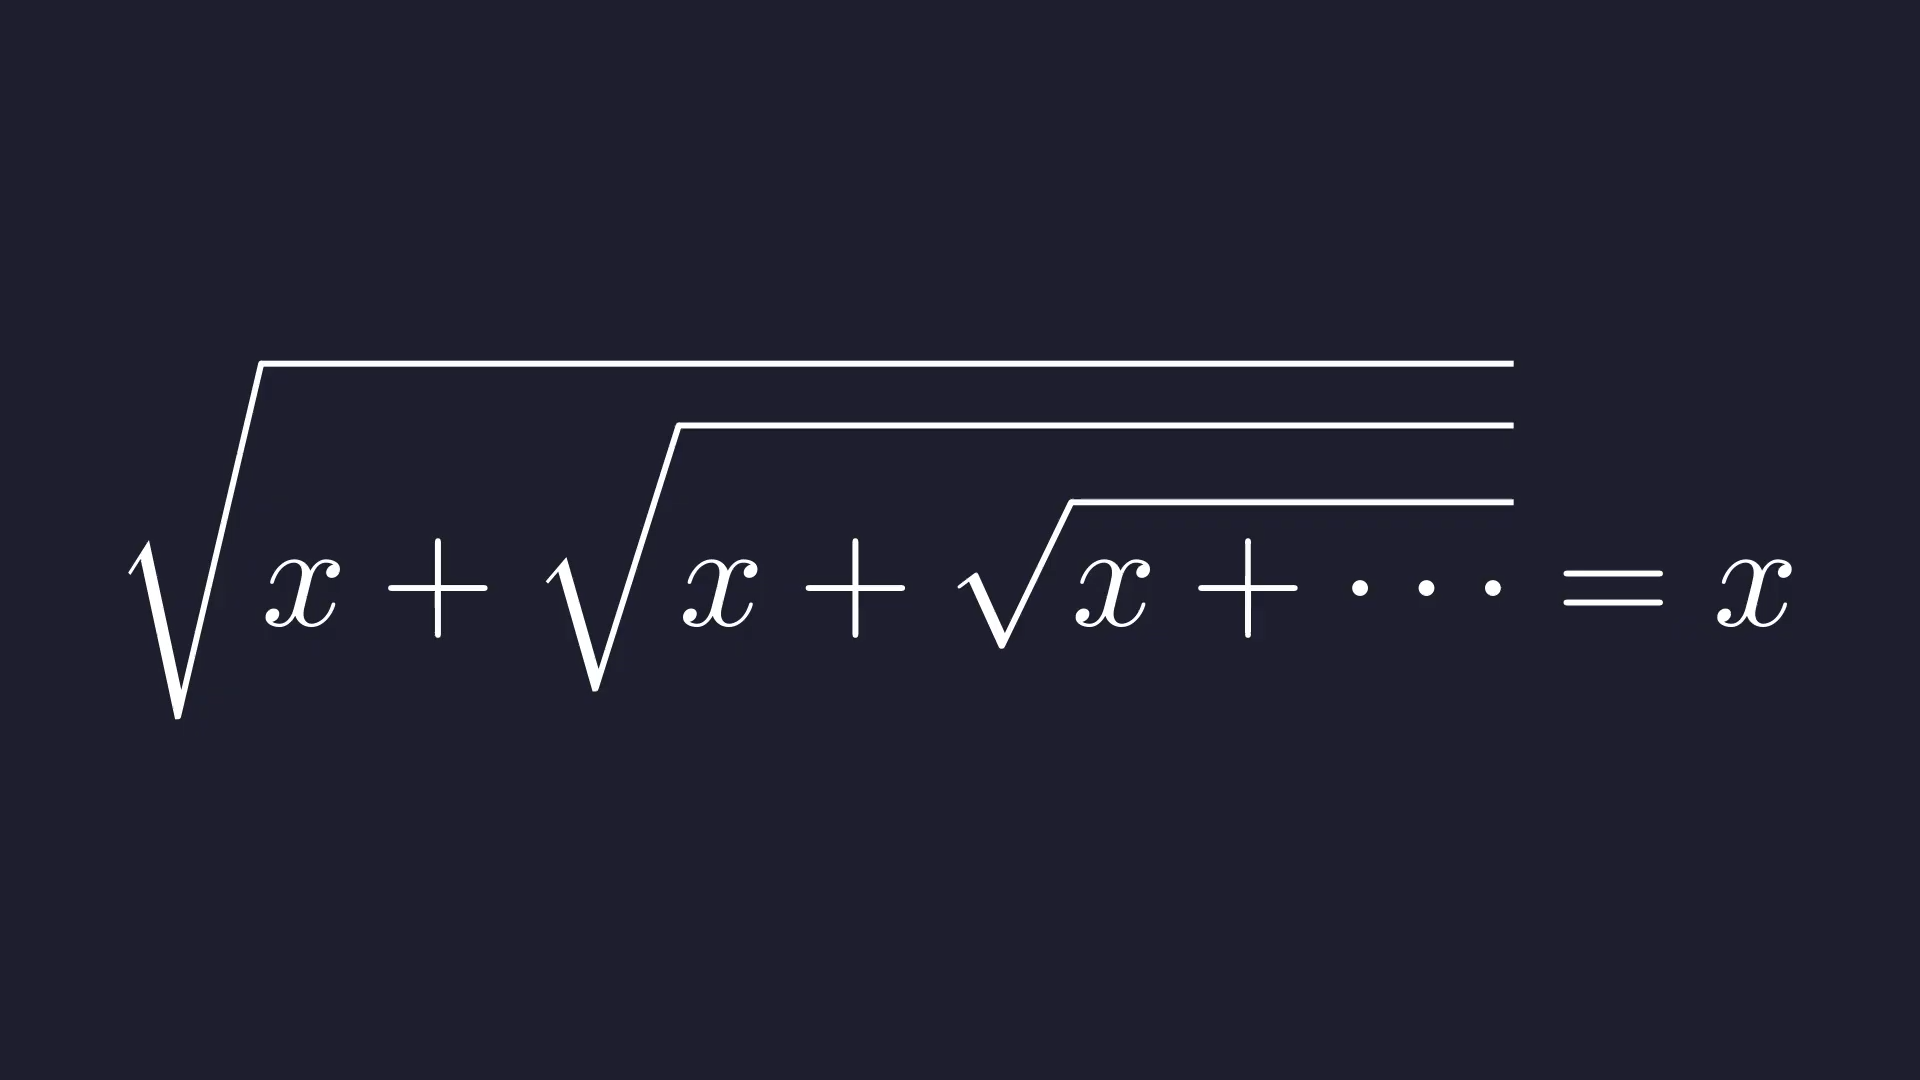 √(x + √(x + √(x + ⋯))) = x